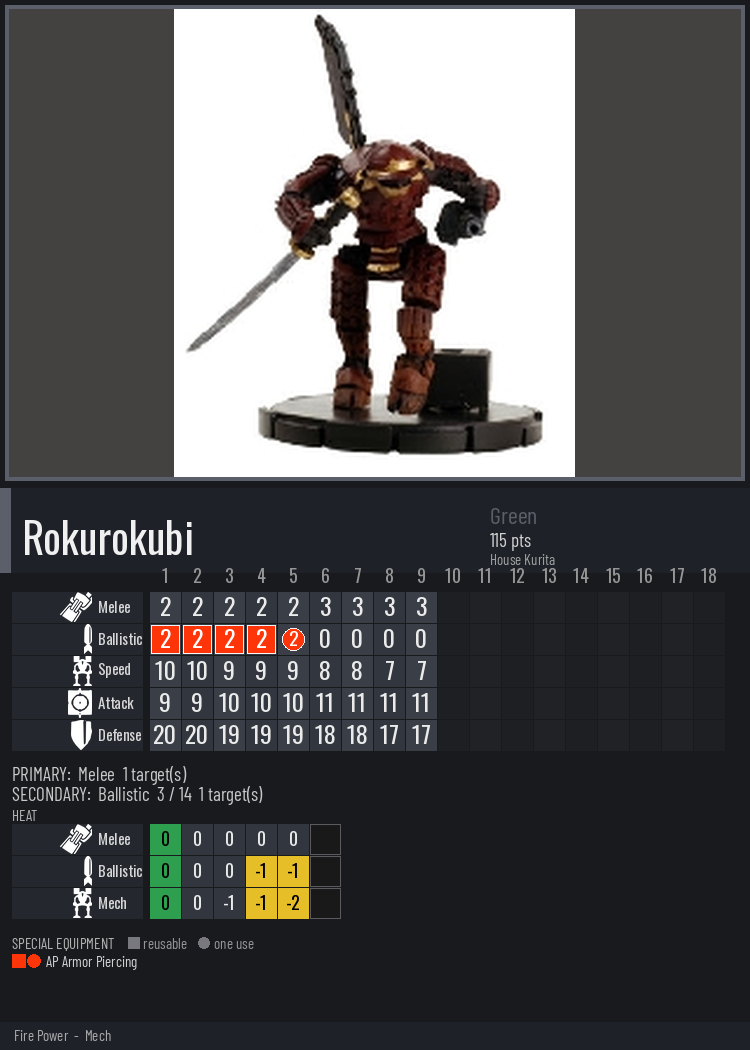 Rokurokubi
Green
115 pts
House Kurita
1 2 3 4 5 6 7 8 9 10 11 12 13 14 15 16 17 18
Melee 2 2 2 2 2 3 3 3 3
Ballistic 2 2 2 2 2 0 0 0 0
Speed 10 10 9 9 9 8 8 7 7
Attack 9 9 10 10 10 11 11 11 11
Defense 20 20 19 19 19 18 18 17 17
PRIMARY: Melee 1 target(s)
SECONDARY: Ballistic 3 / 14 1 target(s)
HEAT
Melee 0 0 0 0 0
Ballistic 0 0 0 -1 -1
Mech 0 0 -1 -1 -2
SPECIAL EQUIPMENT reusable one use
AP Armor Piercing
Fire Power - Mech